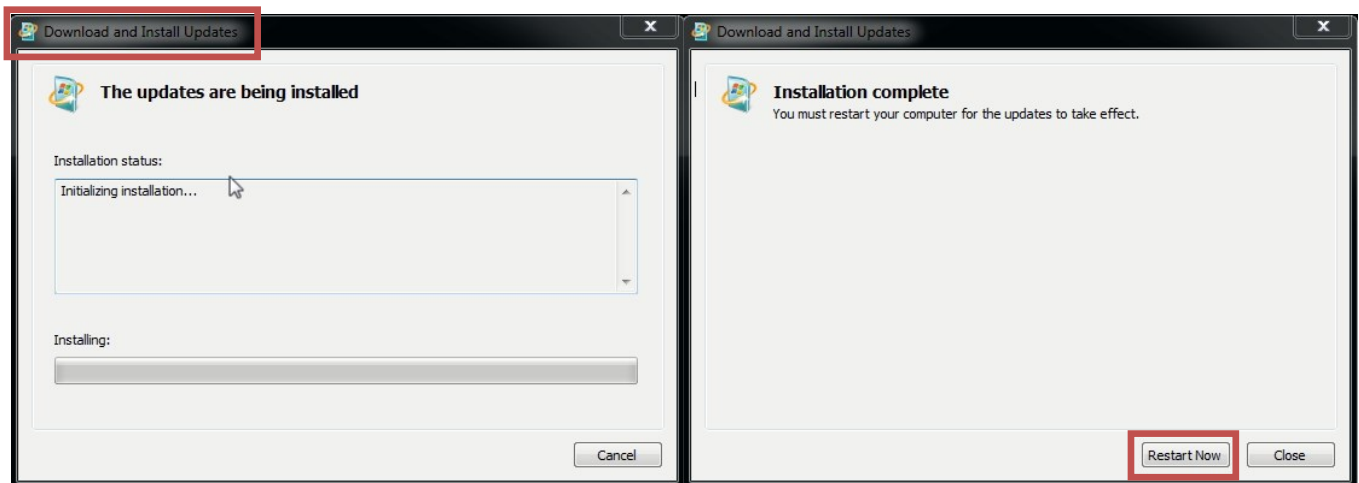 Download and Install Updates
The updates are being installed
Installation status:
Initializing installation...
Installing:
Cancel
Download and Install Updates
Installation complete
You must restart your computer for the updates to take effect.
Restart Now
Close